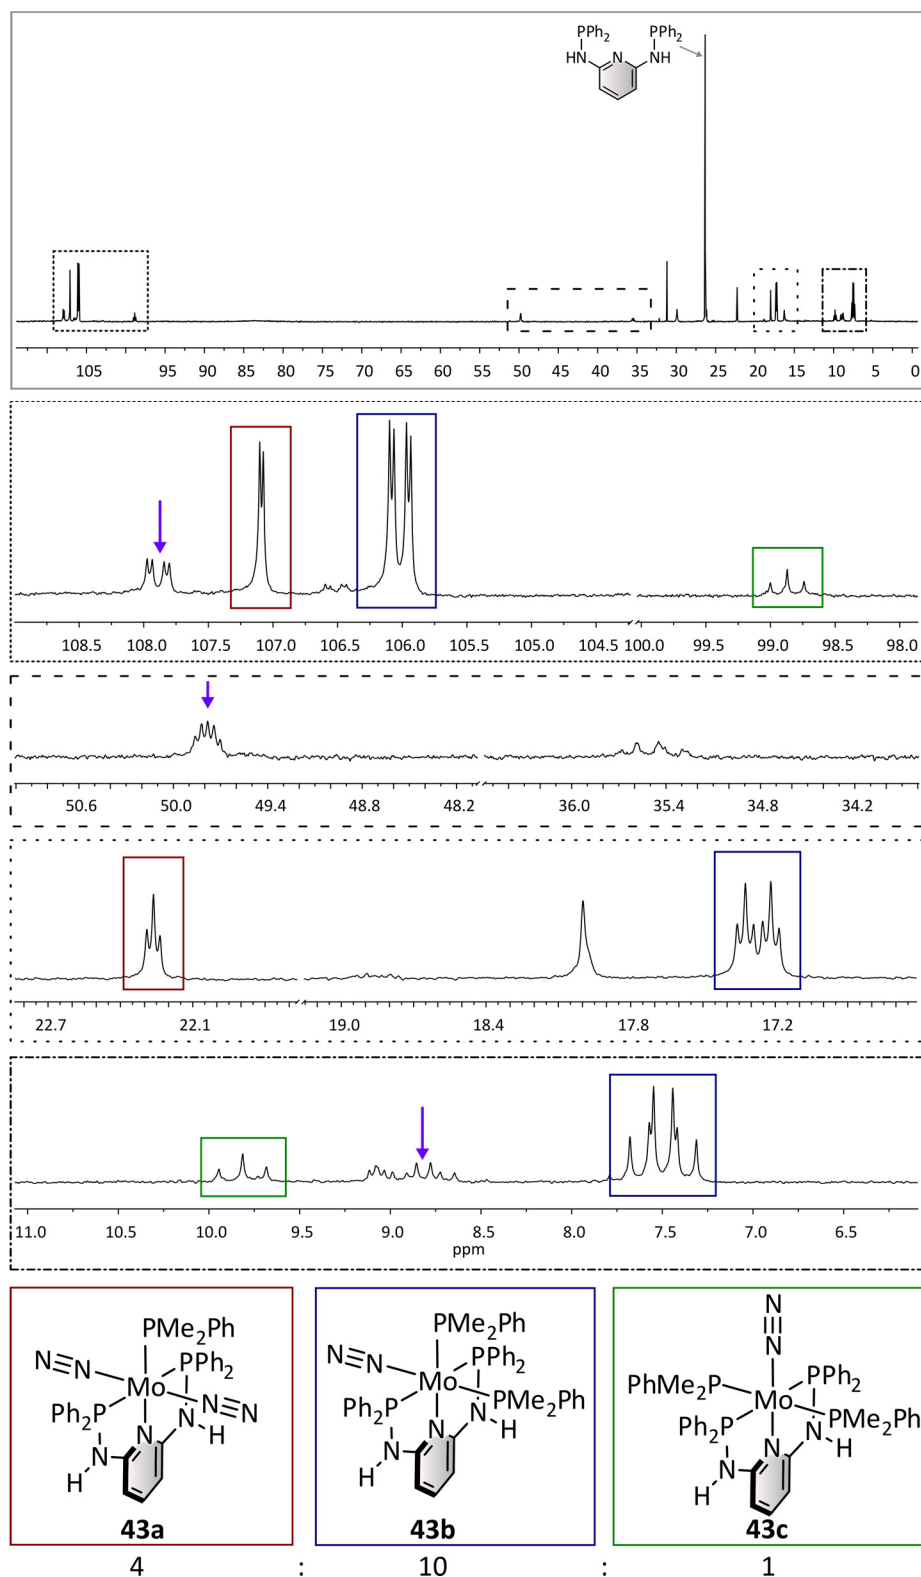 PPh2 PPh2
HN N NH
105 95 90 85 80 75 70 65 60 55 50 45 40 35 30 25 20 15 10 5 0
108.5 108.0 107.5 107.0 106.5 106.0 105.5 105.0 104.5 100.0 99.5 99.0 98.5 98.0
50.6 50.0 49.4 48.8 48.2 36.0 35.4 34.8 34.2
22.7 22.1 19.0 18.4 17.8 17.2
11.0 10.5 10.0 9.5 9.0 8.5 8.0 7.5 7.0 6.5
ppm
PMe2Ph
N≡N PPh2
Mo
Ph2P N≡N
N N
N H
H
43a
PMe2Ph
N≡N PPh2
Mo
Ph2P PMe2Ph
N N
N H
H
43b
N
N
PhMe2P PPh2
Mo
Ph2P PMe2Ph
N N
N H
H
43c
4 : 10 : 1